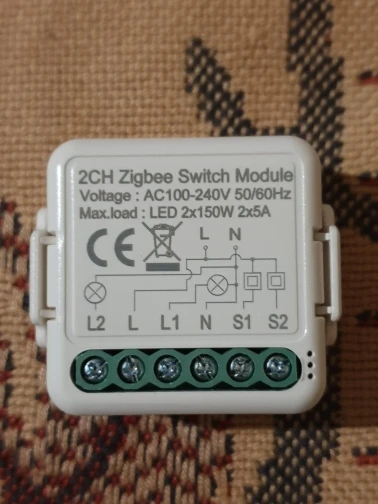 2CH Zigbee Switch Module
Voltage : AC100-240V 50/60Hz
Max.load : LED 2x150W 2x5A
CE
L N
L2 L L1 N S1 S2